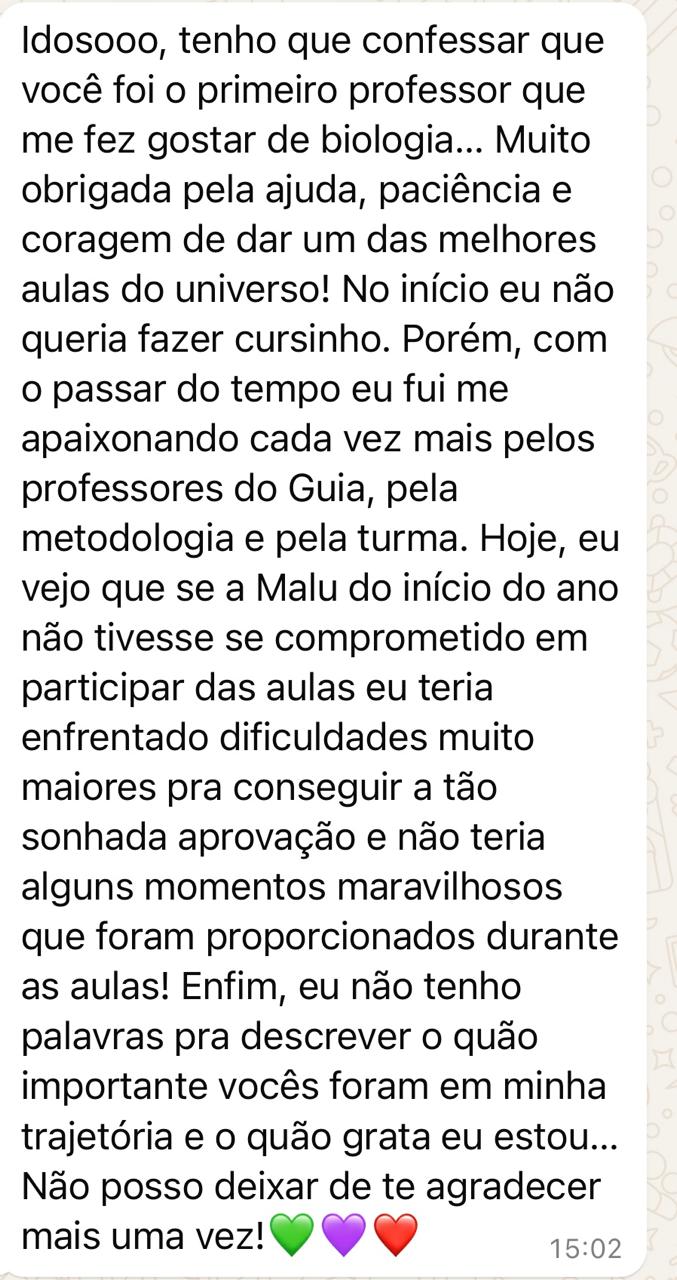 Idosooo, tenho que confessar que
você foi o primeiro professor que
me fez gostar de biologia... Muito
obrigada pela ajuda, paciência e
coragem de dar um das melhores
aulas do universo! No início eu não
queria fazer cursinho. Porém, com
o passar do tempo eu fui me
apaixonando cada vez mais pelos
professores do Guia, pela
metodologia e pela turma. Hoje, eu
vejo que se a Malu do início do ano
não tivesse se comprometido em
participar das aulas eu teria
enfrentado dificuldades muito
maiores pra conseguir a tão
sonhada aprovação e não teria
alguns momentos maravilhosos
que foram proporcionados durante
as aulas! Enfim, eu não tenho
palavras pra descrever o quão
importante vocês foram em minha
trajetória e o quão grata eu estou...
Não posso deixar de te agradecer
mais uma vez!💚💜❤️
15:02